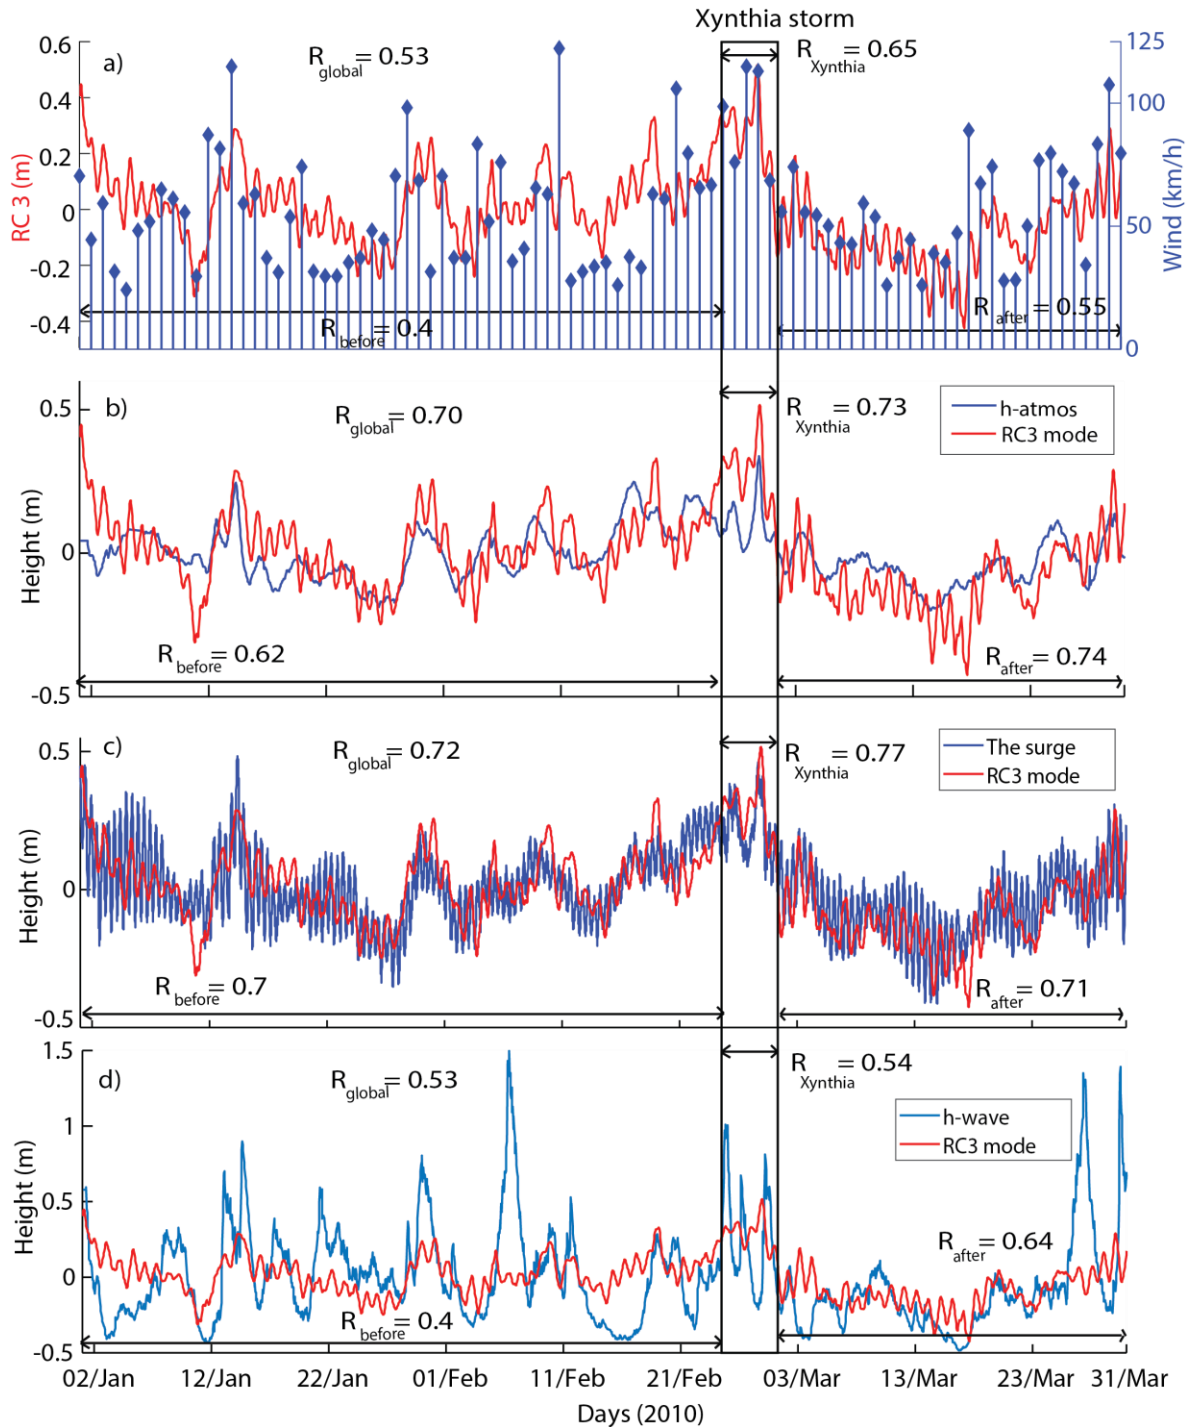 Xynthia storm
a)
R global = 0.53
R Xynthia = 0.65
0.6
0.4
0.2
0
-0.2
-0.4
RC 3 (m)
125
100
50
0
Wind (km/h)
R before = 0.4
R after = 0.55
b)
R global = 0.70
R Xynthia = 0.73
h-atmos
RC3 mode
0.5
0
-0.5
Height (m)
R before = 0.62
R after = 0.74
c)
R global = 0.72
R Xynthia = 0.77
The surge
RC3 mode
0.5
0
-0.5
Height (m)
R before = 0.7
R after = 0.71
d)
R global = 0.53
R Xynthia = 0.54
h-wave
RC3 mode
1.5
1
0.5
0
-0.5
Height (m)
R after = 0.64
R before = 0.4
02/Jan 12/Jan 22/Jan 01/Feb 11/Feb 21/Feb 03/Mar 13/Mar 23/Mar 31/Mar
Days (2010)